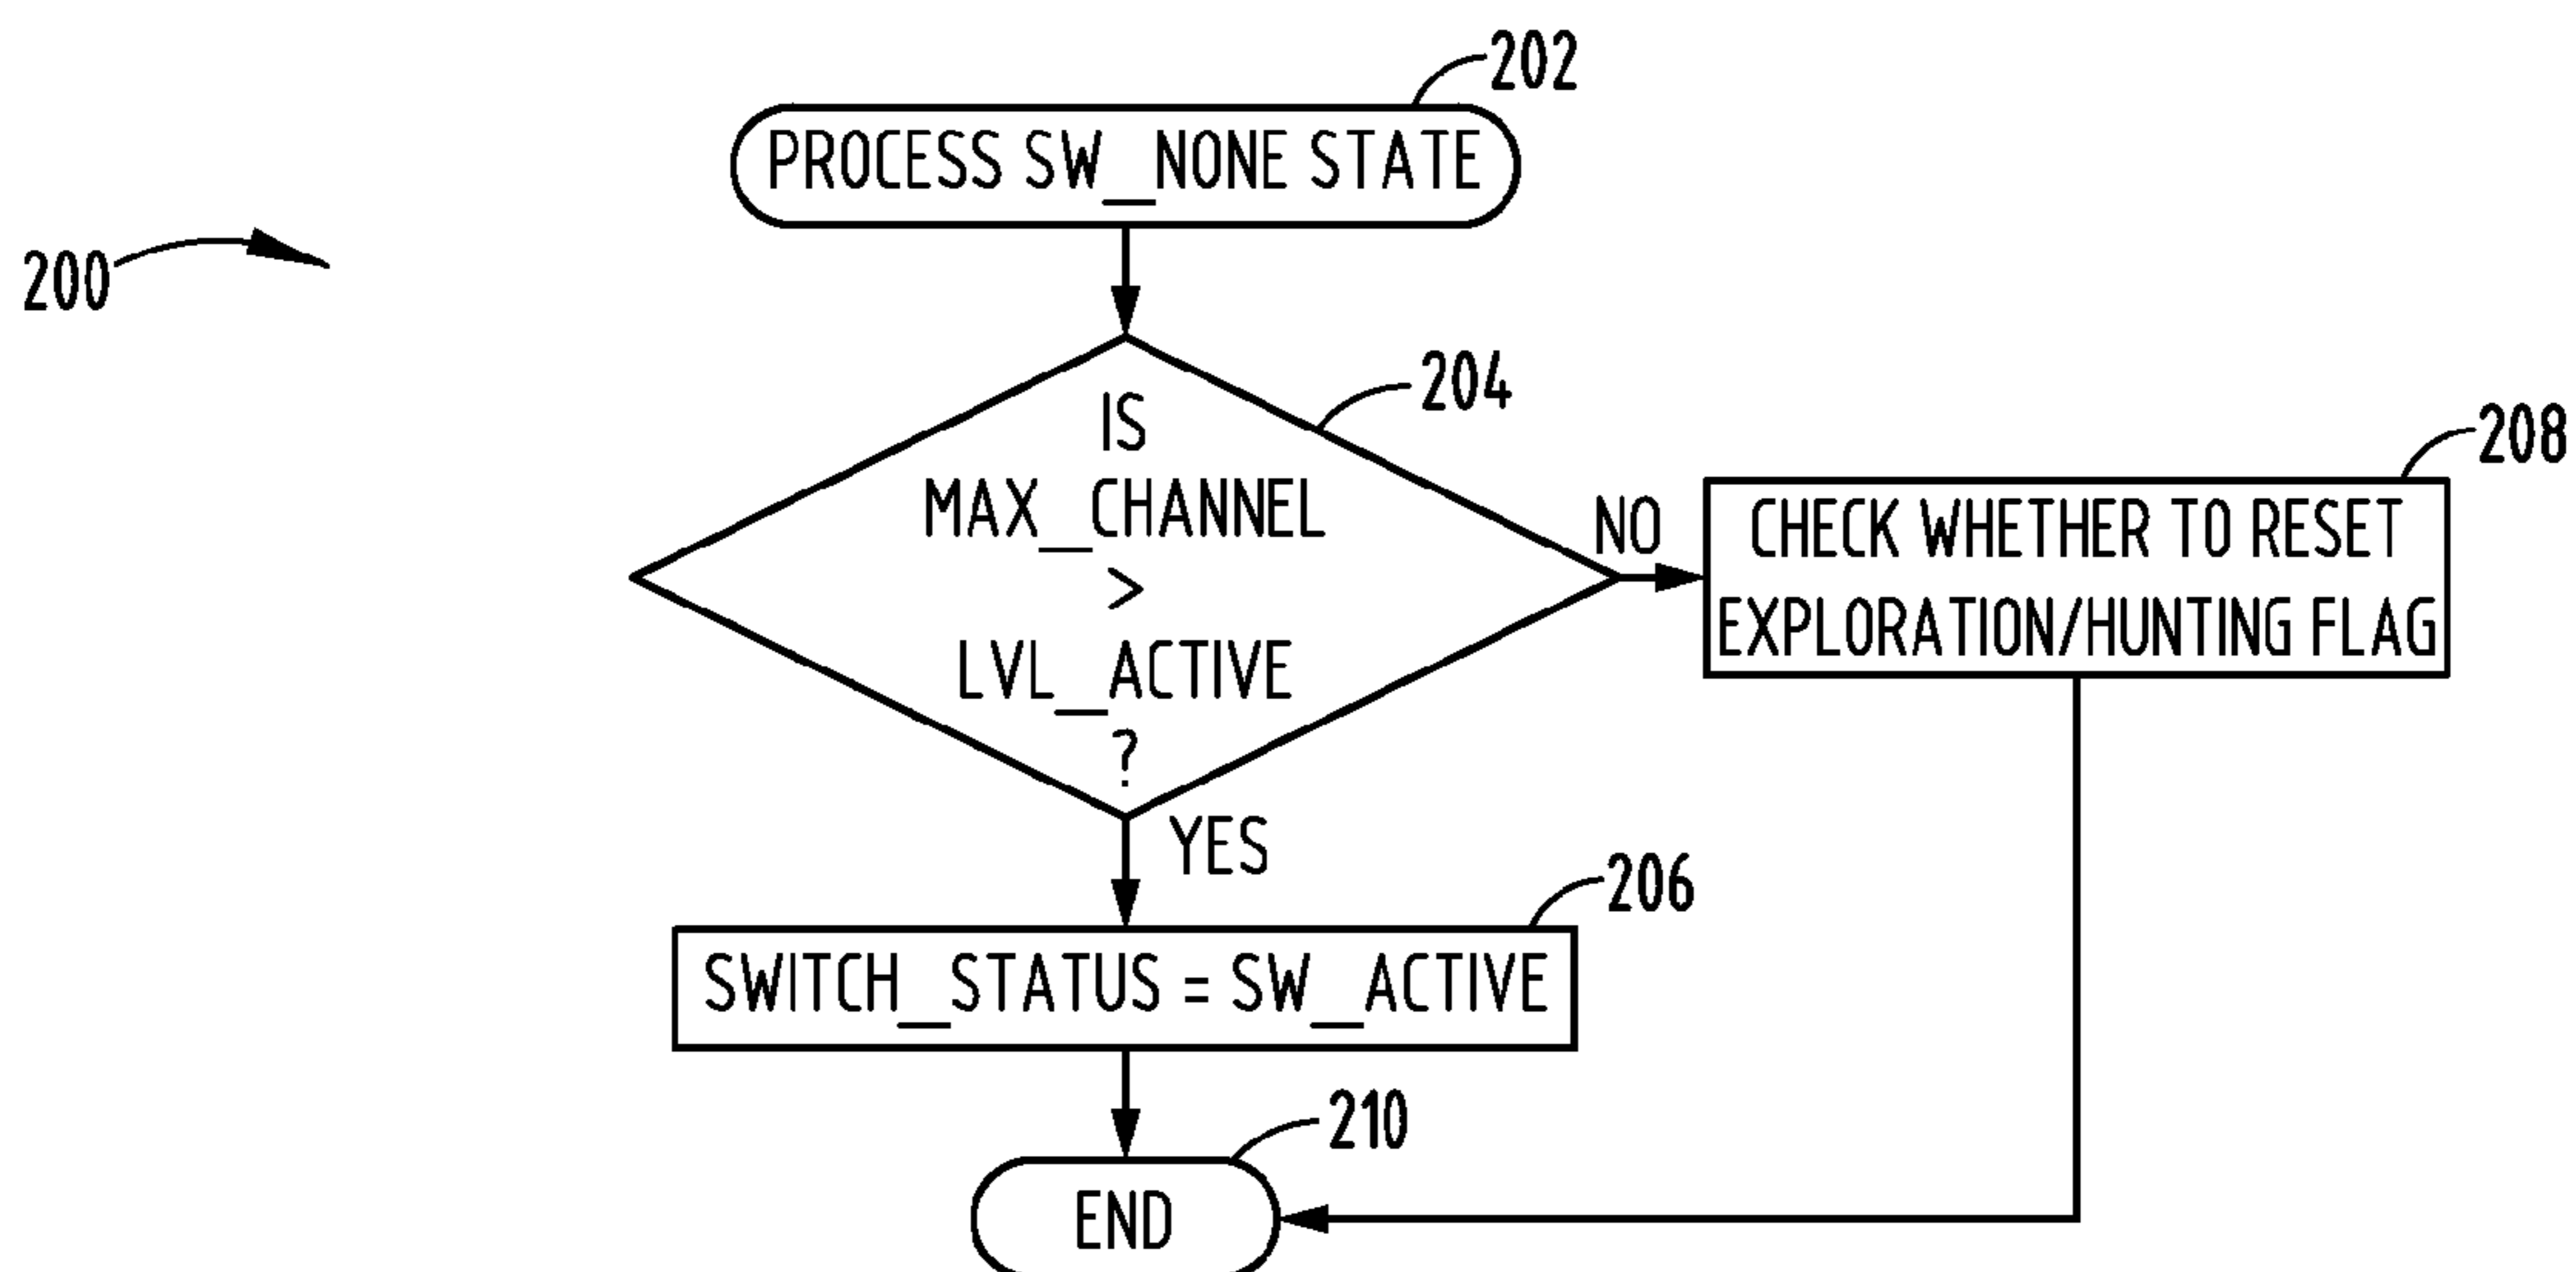 202
PROCESS SW_NONE STATE
200
204
IS
MAX_CHANNEL
>
LVL_ACTIVE
?
NO
208
CHECK WHETHER TO RESET
EXPLORATION/HUNTING FLAG
YES
206
SWITCH_STATUS = SW_ACTIVE
210
END